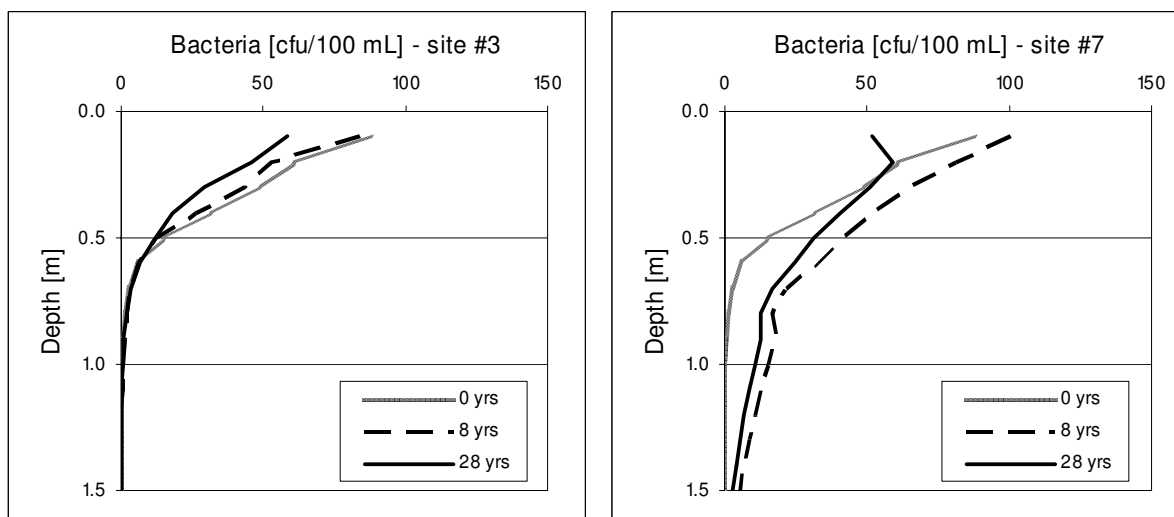 Bacteria [cfu/100 mL] - site #3
0 50 100 150
0.0
0.5
1.0
1.5
Depth [m]
0 yrs
8 yrs
28 yrs
Bacteria [cfu/100 mL] - site #7
0 50 100 150
0.0
0.5
1.0
1.5
Depth [m]
0 yrs
8 yrs
28 yrs